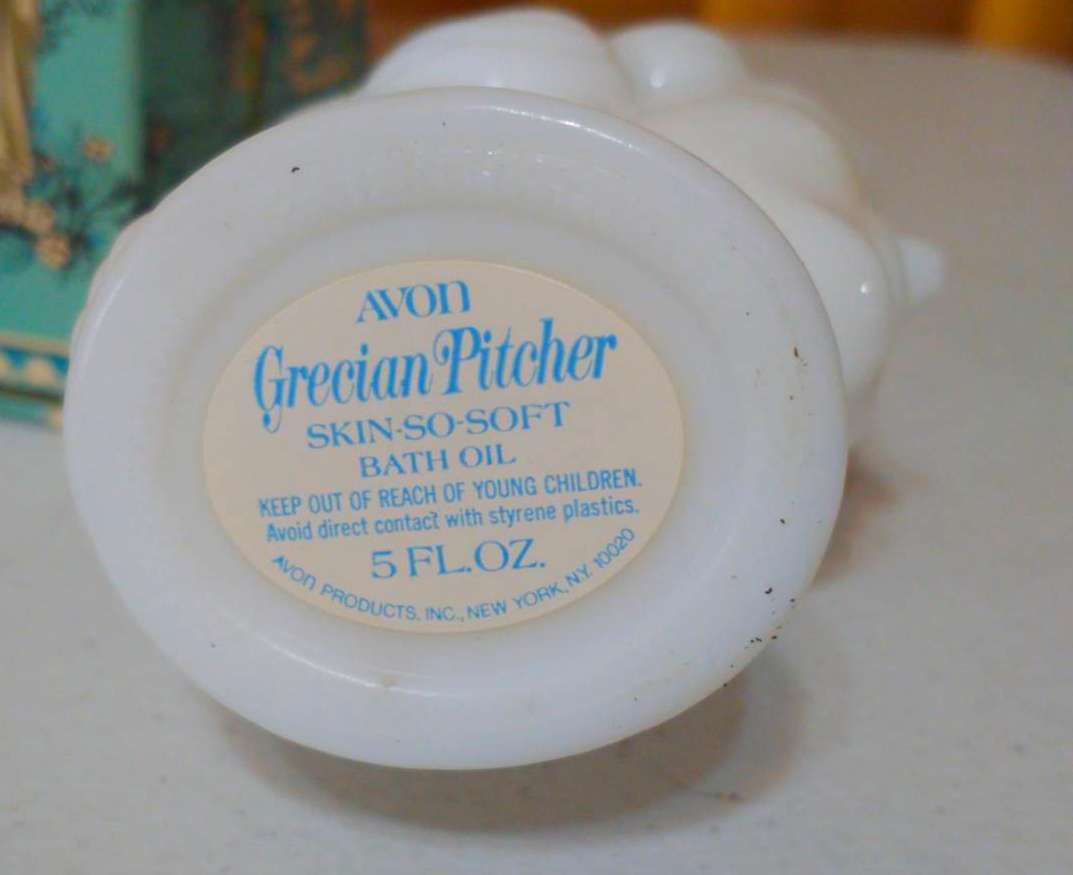 AVON
Grecian Pitcher
SKIN-SO-SOFT
BATH OIL
KEEP OUT OF REACH OF YOUNG CHILDREN.
Avoid direct contact with styrene plastics.
5 FL.OZ.
AVON PRODUCTS, INC., NEW YORK, N.Y. 10020